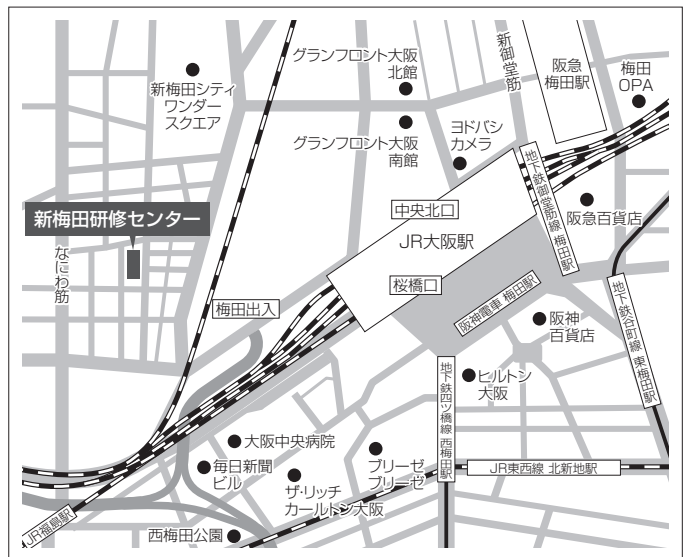 グランフロント大阪
北館
新御堂筋
阪急
梅田駅
梅田
OPA
新梅田シティ
ワンダー
スクエア
グランフロント大阪
南館
ヨドバシ
カメラ
地下鉄御堂筋線 梅田駅
阪急百貨店
新梅田研修センター
中央北口
JR大阪駅
なにわ筋
桜橋口
梅田出入
阪神電車 梅田駅
阪神
百貨店
地下鉄谷町線 東梅田駅
ヒルトン
大阪
地下鉄四ツ橋線 西梅田駅
大阪中央病院
毎日新聞
ビル
ブリーゼ
ブリーゼ
JR東西線 北新地駅
ザ・リッチ
カールトン大阪
JR福島駅
西梅田公園